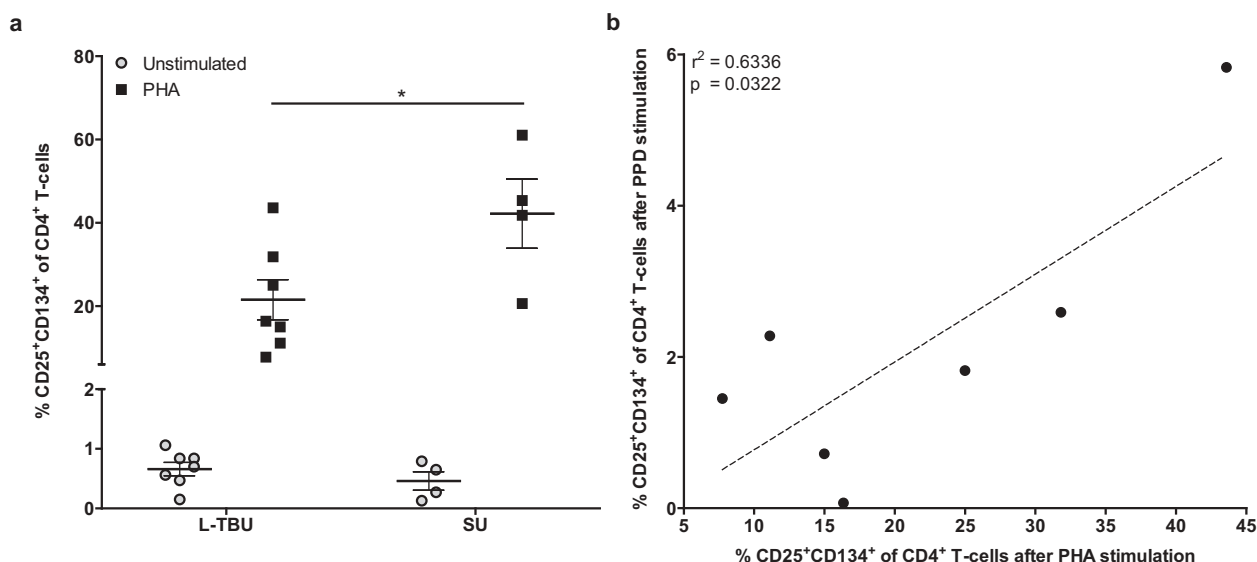 a
% CD25⁺CD134⁺ of CD4⁺ T-cells
80
60
40
20
2
1
0
Unstimulated
PHA
*
L-TBU
SU
b
% CD25⁺CD134⁺ of CD4⁺ T-cells after PPD stimulation
6
4
2
0
r² = 0.6336
p = 0.0322
5 10 15 20 25 30 35 40 45
% CD25⁺CD134⁺ of CD4⁺ T-cells after PHA stimulation